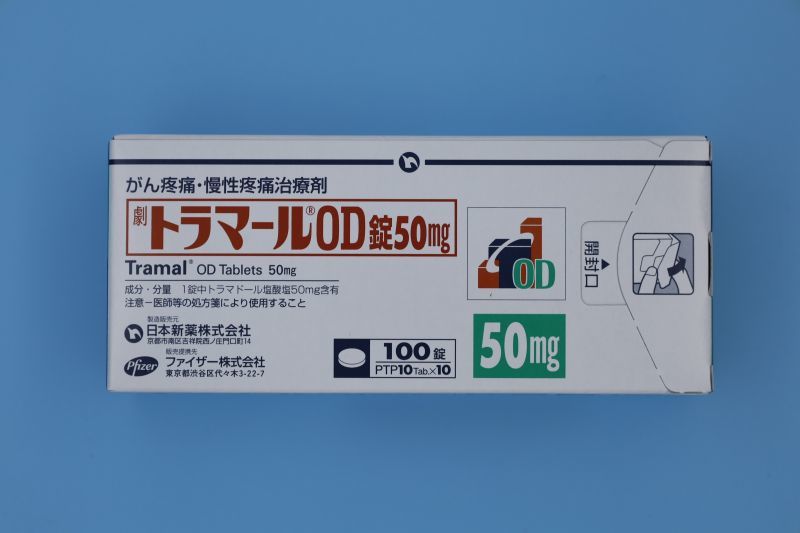 がん疼痛・慢性疼痛治療剤
劇 トラマール®OD錠50mg
Tramal® OD Tablets 50mg
成分・分量 1錠中トラマドール塩酸塩50mg含有
注意－医師等の処方箋により使用すること
製造販売元
日本新薬株式会社
京都市南区吉祥院西ノ庄門口町14
販売提携先
Pfizer ファイザー株式会社
東京都渋谷区代々木3-22-7
100錠
PTP10Tab.×10
OD
50mg
開封口